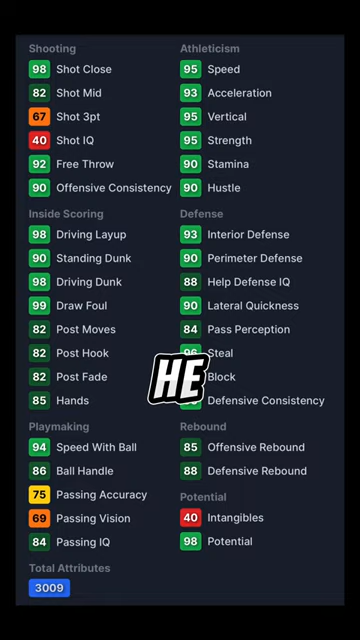 Shooting
98 Shot Close
82 Shot Mid
67 Shot 3pt
40 Shot IQ
92 Free Throw
90 Offensive Consistency
Inside Scoring
98 Driving Layup
90 Standing Dunk
98 Driving Dunk
99 Draw Foul
82 Post Moves
82 Post Hook
82 Post Fade
85 Hands
Playmaking
94 Speed With Ball
86 Ball Handle
75 Passing Accuracy
69 Passing Vision
84 Passing IQ
Total Attributes
3009
Athleticism
95 Speed
93 Acceleration
95 Vertical
95 Strength
90 Stamina
90 Hustle
Defense
93 Interior Defense
90 Perimeter Defense
88 Help Defense IQ
90 Lateral Quickness
84 Pass Perception
Steal
Block
Defensive Consistency
Rebound
85 Offensive Rebound
88 Defensive Rebound
Potential
40 Intangibles
98 Potential
HE